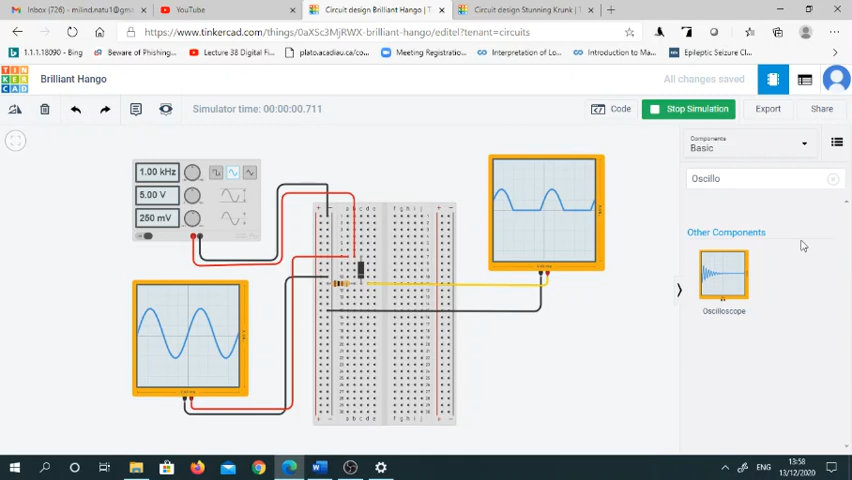 Inbox (726) - milind.natu1@gma
YouTube
Circuit design Brilliant Hango | T
Circuit design Stunning Krunk | T
https://www.tinkercad.com/things/0aXSc3MjRWX-brilliant-hango/editel?tenant=circuits
1.1.1.18090 - Bing
Beware of Phishing...
Lecture 38 Digital T...
plato.acadiau.ca/co...
Meeting Registratio...
Interpretation of Lo...
Introduction to Ma...
Epileptic Seizure Cl...
TIN
KER
CAD
Brilliant Hango
All changes saved
Simulator time: 00:00:00.711
Code
Stop Simulation
Export
Share
Components
Basic
Oscillo
Other Components
Oscilloscope
1.00 kHz
5.00 V
250 mV
ENG
13:58
13/12/2020